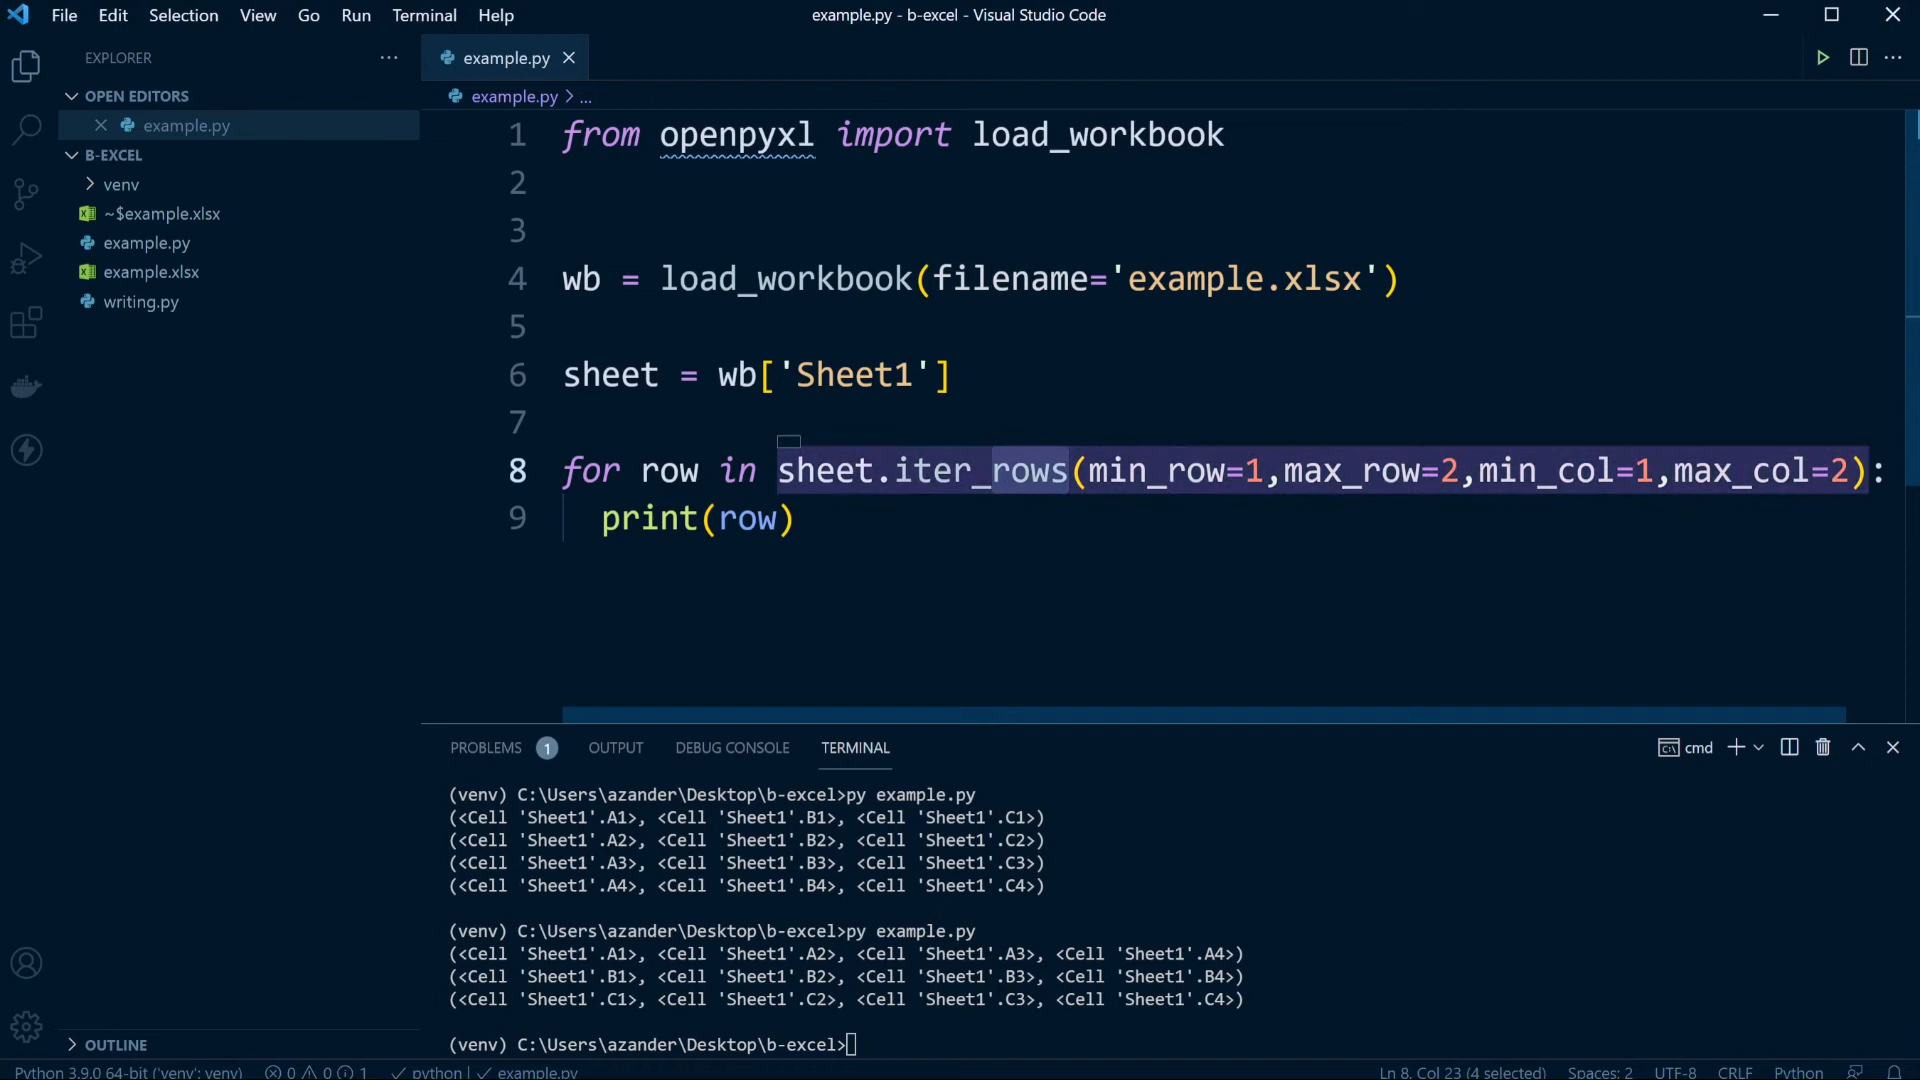 File Edit Selection View Go Run Terminal Help
example.py - b-excel - Visual Studio Code
EXPLORER
OPEN EDITORS
example.py
B-EXCEL
venv
~$example.xlsx
example.py
example.xlsx
writing.py
OUTLINE
example.py
example.py > ...
1 from openpyxl import load_workbook
2
3
4 wb = load_workbook(filename='example.xlsx')
5
6 sheet = wb['Sheet1']
7
8 for row in sheet.iter_rows(min_row=1,max_row=2,min_col=1,max_col=2):
9 print(row)
PROBLEMS 1 OUTPUT DEBUG CONSOLE TERMINAL
cmd
(venv) C:\Users\azander\Desktop\b-excel>py example.py
(<Cell 'Sheet1'.A1>, <Cell 'Sheet1'.B1>, <Cell 'Sheet1'.C1>)
(<Cell 'Sheet1'.A2>, <Cell 'Sheet1'.B2>, <Cell 'Sheet1'.C2>)
(<Cell 'Sheet1'.A3>, <Cell 'Sheet1'.B3>, <Cell 'Sheet1'.C3>)
(<Cell 'Sheet1'.A4>, <Cell 'Sheet1'.B4>, <Cell 'Sheet1'.C4>)
(venv) C:\Users\azander\Desktop\b-excel>py example.py
(<Cell 'Sheet1'.A1>, <Cell 'Sheet1'.A2>, <Cell 'Sheet1'.A3>, <Cell 'Sheet1'.A4>)
(<Cell 'Sheet1'.B1>, <Cell 'Sheet1'.B2>, <Cell 'Sheet1'.B3>, <Cell 'Sheet1'.B4>)
(<Cell 'Sheet1'.C1>, <Cell 'Sheet1'.C2>, <Cell 'Sheet1'.C3>, <Cell 'Sheet1'.C4>)
(venv) C:\Users\azander\Desktop\b-excel>
Python 3.9.0 64-bit ('venv': venv) 0 0 1 python | example.py Ln 8, Col 23 (4 selected) Spaces: 2 UTF-8 CRLF Python